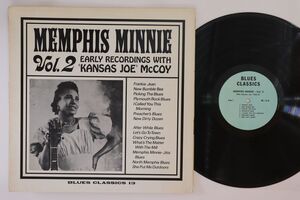 MEMPHIS MINNIE
Vol. 2
EARLY RECORDINGS WITH
'KANSAS JOE' McCOY
Frankie Jean
New Bumble Bee
Picking The Blues
Plymouth Rock Blues
I Called You This
Morning
Preacher's Blues
New Dirty Dozen
After While Blues
Let's Go To Town
Crazy Crying Blues
What's The Matter
With The Mill
Memphis Minnie-Jitis
Blues
North Memphis Blues
She Put Me Outdoors
BLUES CLASSICS 13
BLUES
CLASSICS